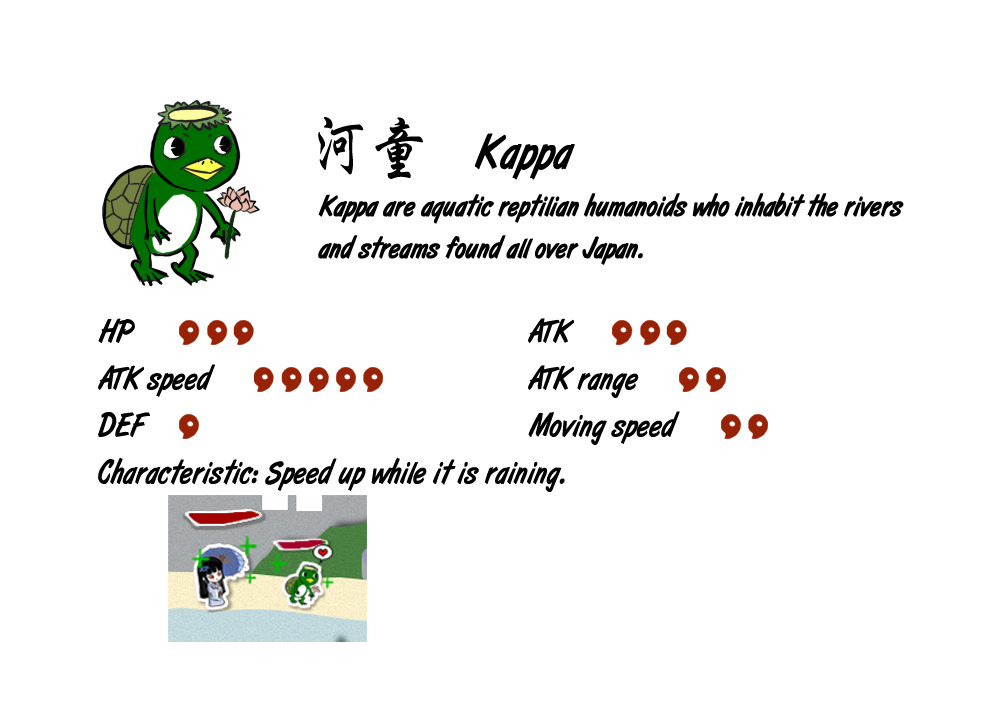 河童 Kappa
Kappa are aquatic reptilian humanoids who inhabit the rivers
and streams found all over Japan.
HP ATK
ATK speed ATK range
DEF Moving speed
Characteristic: Speed up while it is raining.